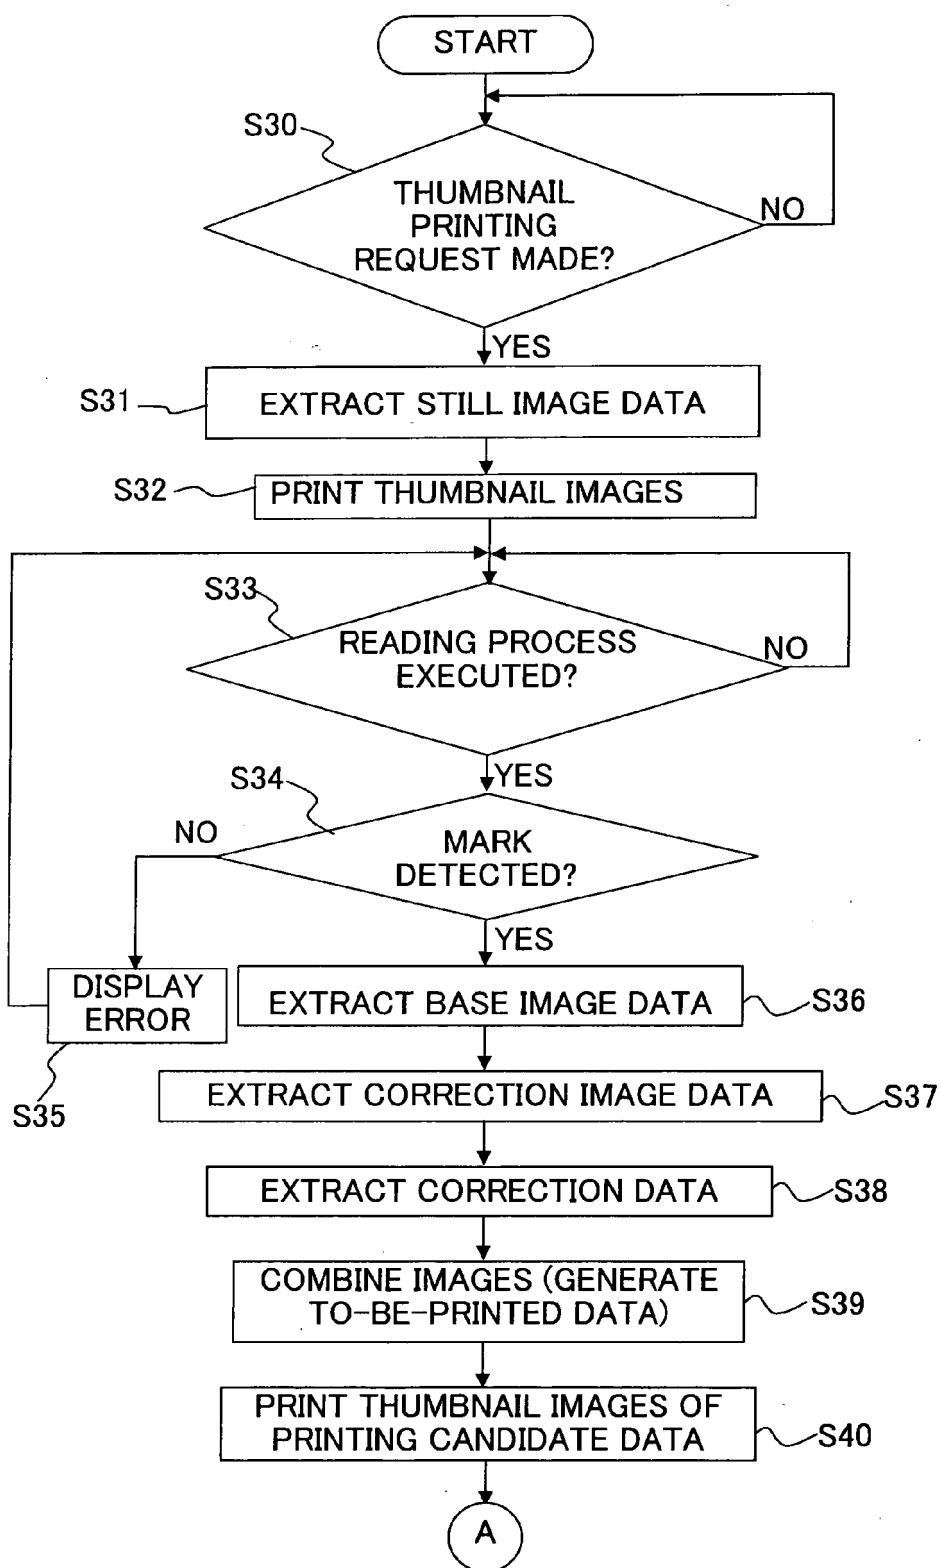 START
S30
THUMBNAIL
PRINTING
REQUEST MADE?
NO
YES
S31
EXTRACT STILL IMAGE DATA
S32
PRINT THUMBNAIL IMAGES
S33
READING PROCESS
EXECUTED?
NO
YES
S34
NO
MARK
DETECTED?
YES
DISPLAY
ERROR
S35
EXTRACT BASE IMAGE DATA
S36
EXTRACT CORRECTION IMAGE DATA
S37
EXTRACT CORRECTION DATA
S38
COMBINE IMAGES (GENERATE
TO-BE-PRINTED DATA)
S39
PRINT THUMBNAIL IMAGES OF
PRINTING CANDIDATE DATA
S40
A